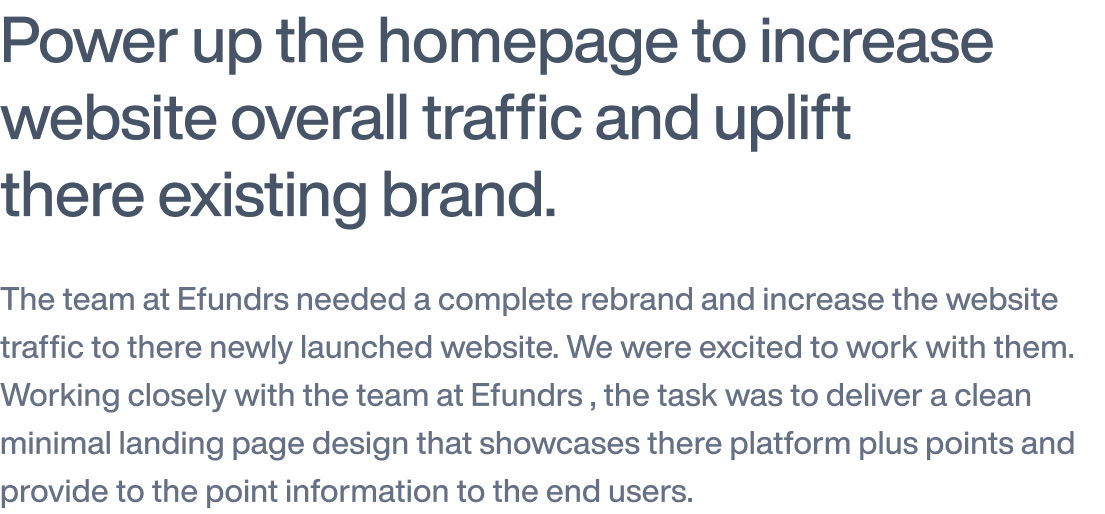 Power up the homepage to increase
website overall traffic and uplift
there existing brand.
The team at Efundrs needed a complete rebrand and increase the website
traffic to there newly launched website. We were excited to work with them.
Working closely with the team at Efundrs , the task was to deliver a clean
minimal landing page design that showcases there platform plus points and
provide to the point information to the end users.